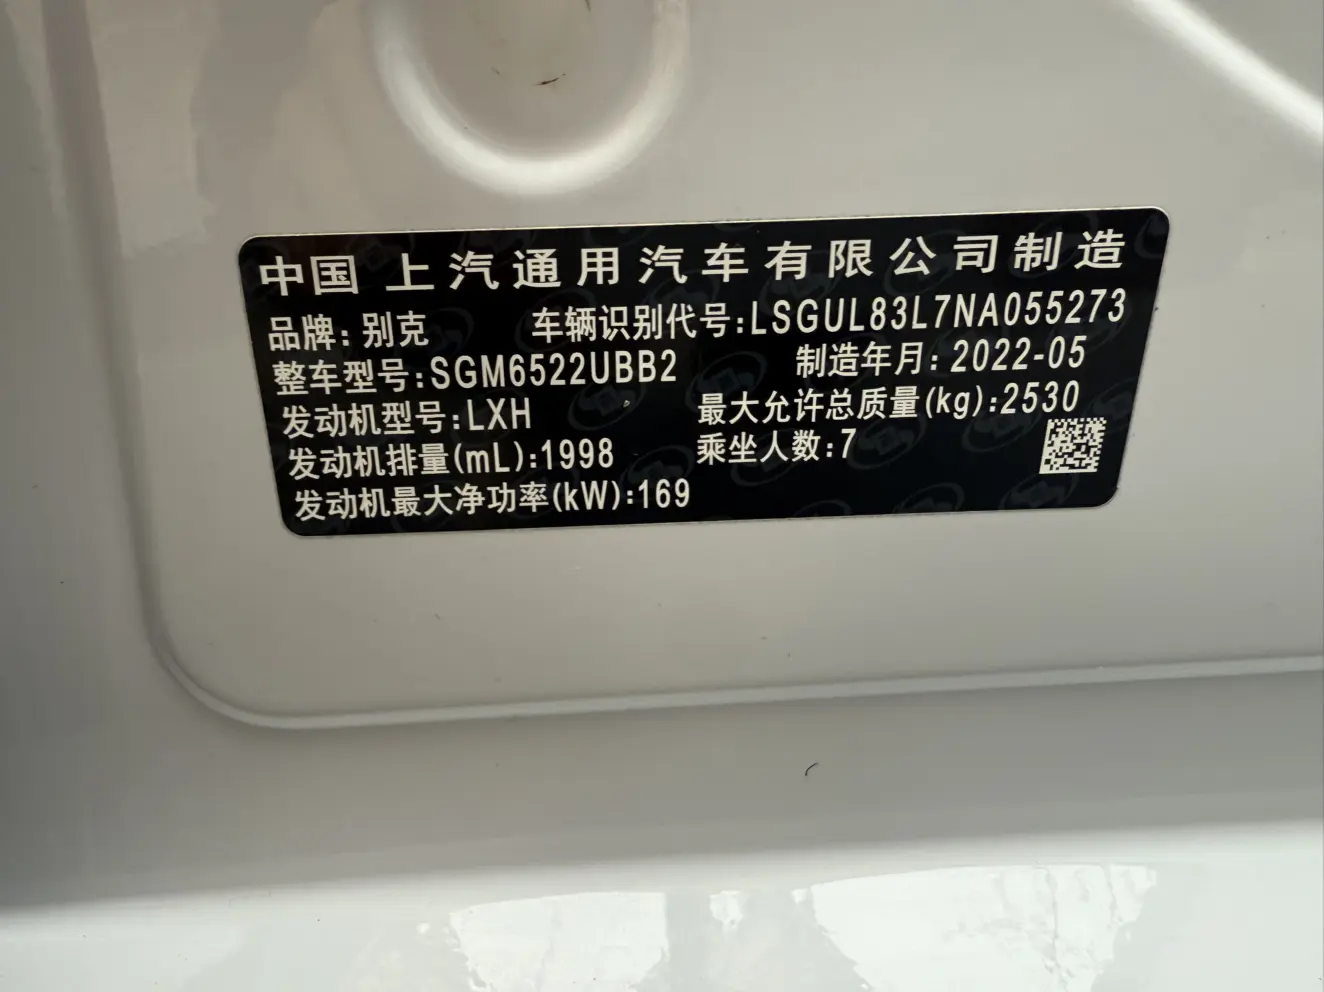 中国 上汽通用汽车有限公司制造
品牌：别克 车辆识别代号：LSGUL83L7NA055273
整车型号：SGM6522UBB2 制造年月：2022-05
发动机型号：LXH 最大允许总质量(kg)：2530
发动机排量(mL)：1998 乘坐人数：7
发动机最大净功率(kW)：169